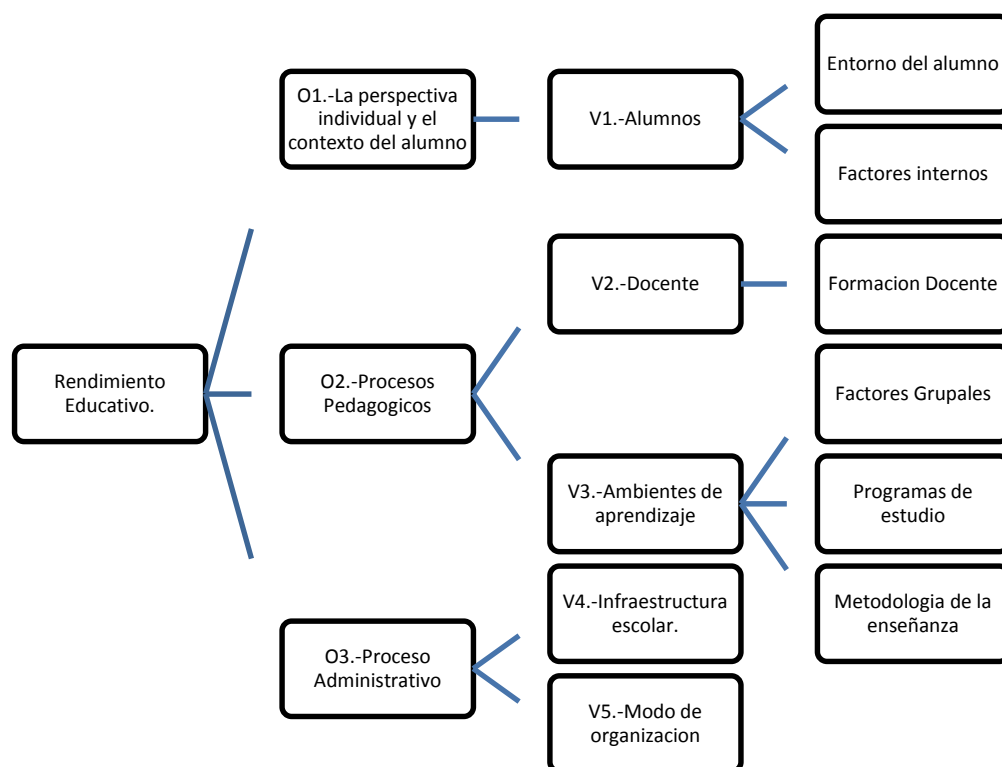 Rendimiento
Educativo.
O1.-La perspectiva
individual y el
contexto del alumno
V1.-Alumnos
Entorno del alumno
Factores internos
O2.-Procesos
Pedagogicos
V2.-Docente
Formacion Docente
V3.-Ambientes de
aprendizaje
Factores Grupales
Programas de
estudio
Metodologia de la
enseñanza
O3.-Proceso
Administrativo
V4.-Infraestructura
escolar.
V5.-Modo de
organizacion